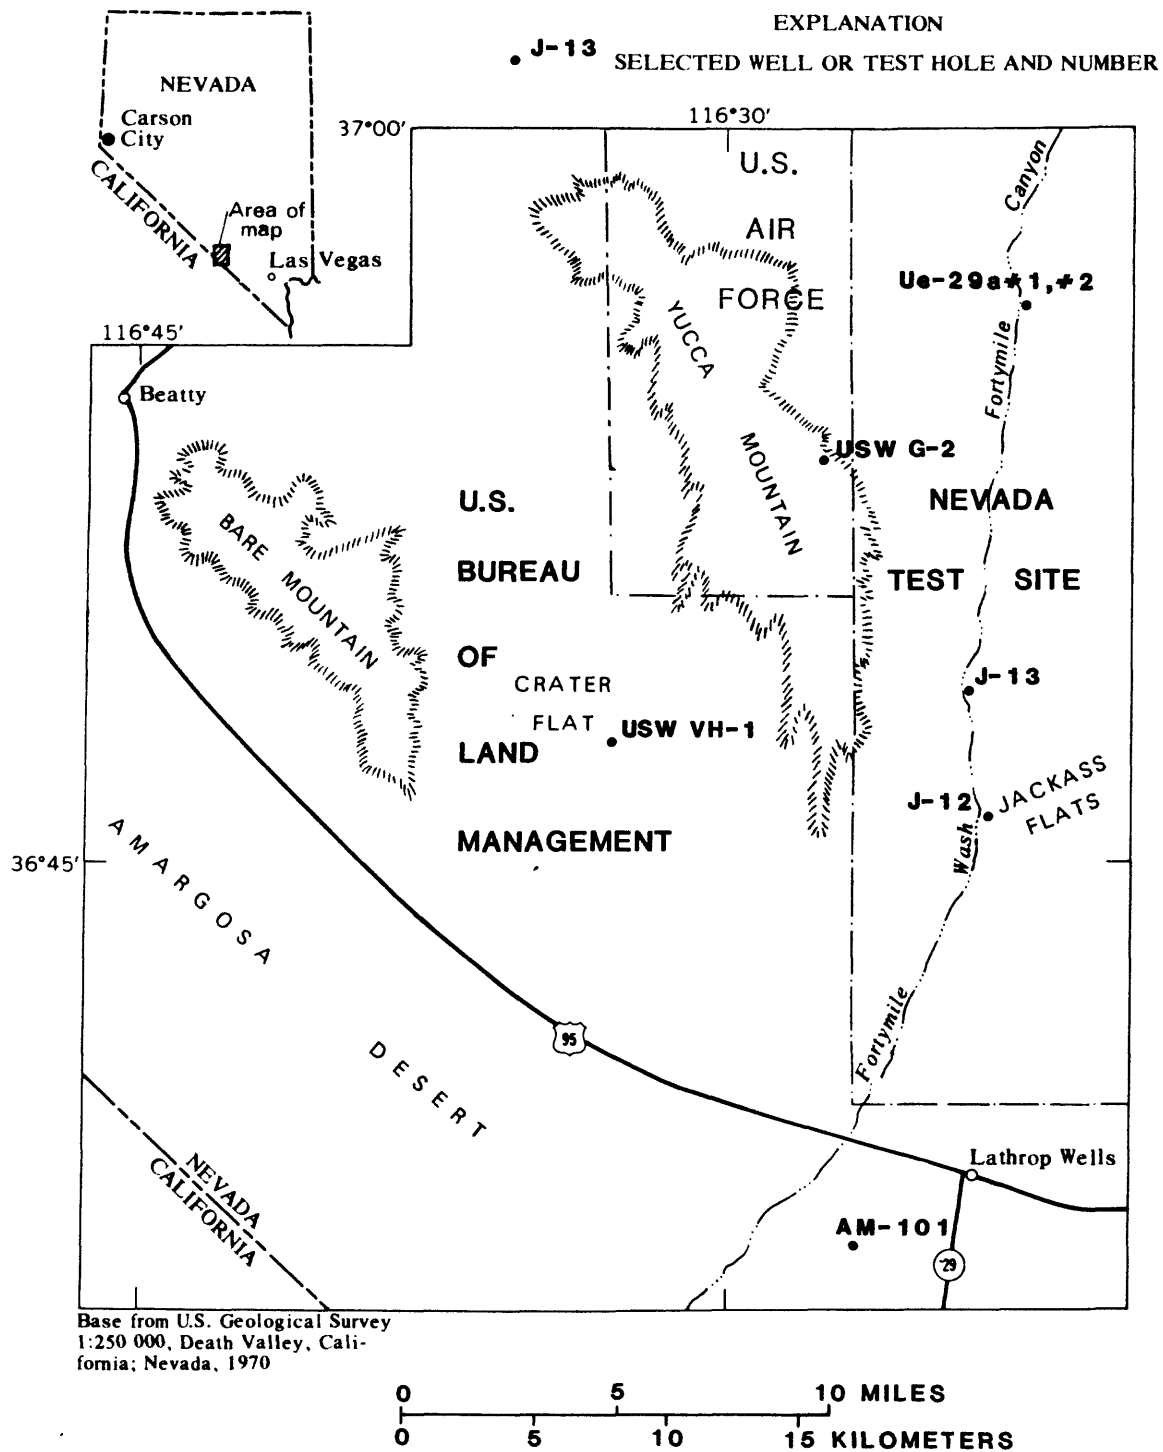 EXPLANATION
J-13
SELECTED WELL OR TEST HOLE AND NUMBER
NEVADA
Carson
City
CALIFORNIA
Area of
map
Las Vegas
37°00'
116°30'
116°45'
U.S.
AIR
FORCE
Canyon
Ue-29a#1,#2
Fortymile
YUCCA
MOUNTAIN
Beatty
USW G-2
BARE
MOUNTAIN
U.S.
BUREAU
OF
LAND
MANAGEMENT
NEVADA
TEST SITE
CRATER
FLAT
USW VH-1
J-13
J-12
JACKASS
FLATS
Wash
36°45'
AMARGOSA
DESERT
95
Fortymile
Lathrop Wells
AM-101
29
NEVADA
CALIFORNIA
Base from U.S. Geological Survey
1:250 000, Death Valley, Cali-
fornia; Nevada, 1970
0 5 10 MILES
0 5 10 15 KILOMETERS